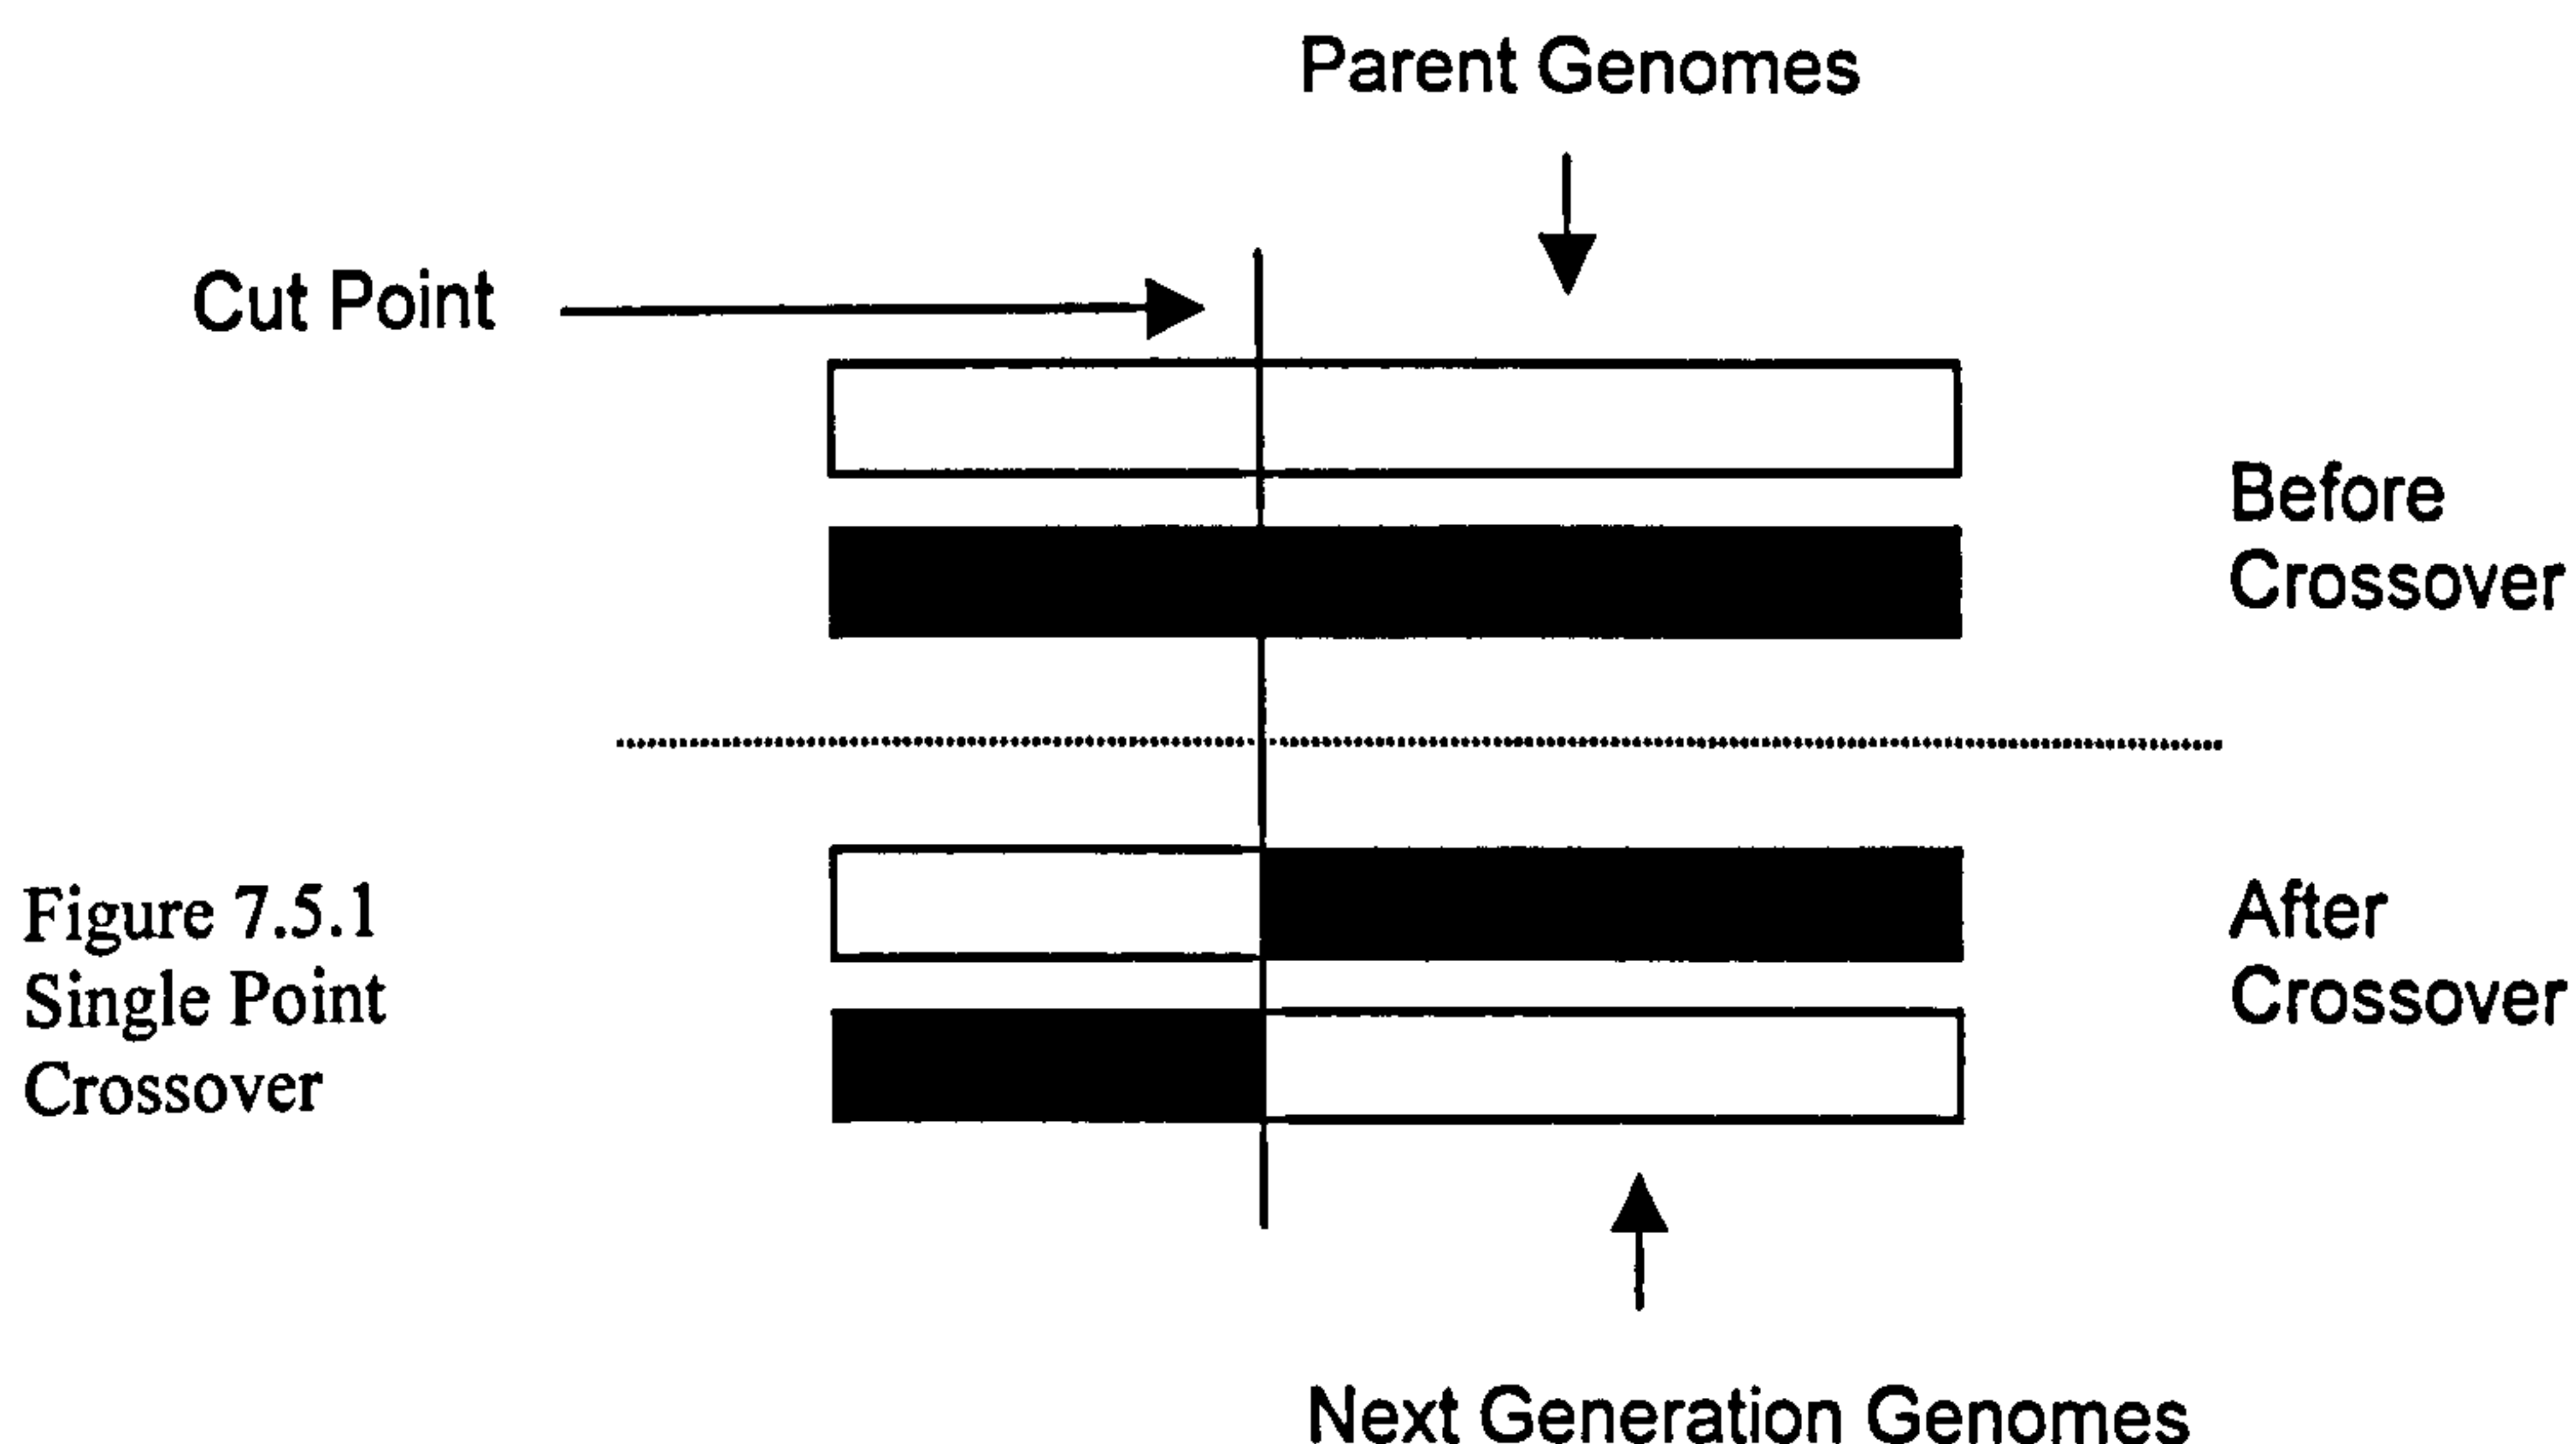 Parent Genomes
Cut Point
Before
Crossover
Figure 7.5.1
Single Point
Crossover
After
Crossover
Next Generation Genomes